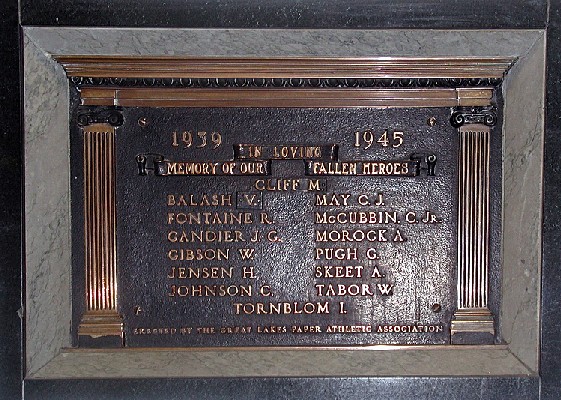 1939 1945
IN LOVING
MEMORY OF OUR FALLEN HEROES
CLIFF M.
BALASH V. MAY C. J.
FONTAINE R. McCUBBIN, C. Jr.
GANDIER J. G. MOROCK A.
GIBSON W. PUGH G.
JENSEN H. SKEET A.
JOHNSON C. TABOR W.
TORNBLOM I.
ERECTED BY THE GREAT LAKES PAPER ATHLETIC ASSOCIATION